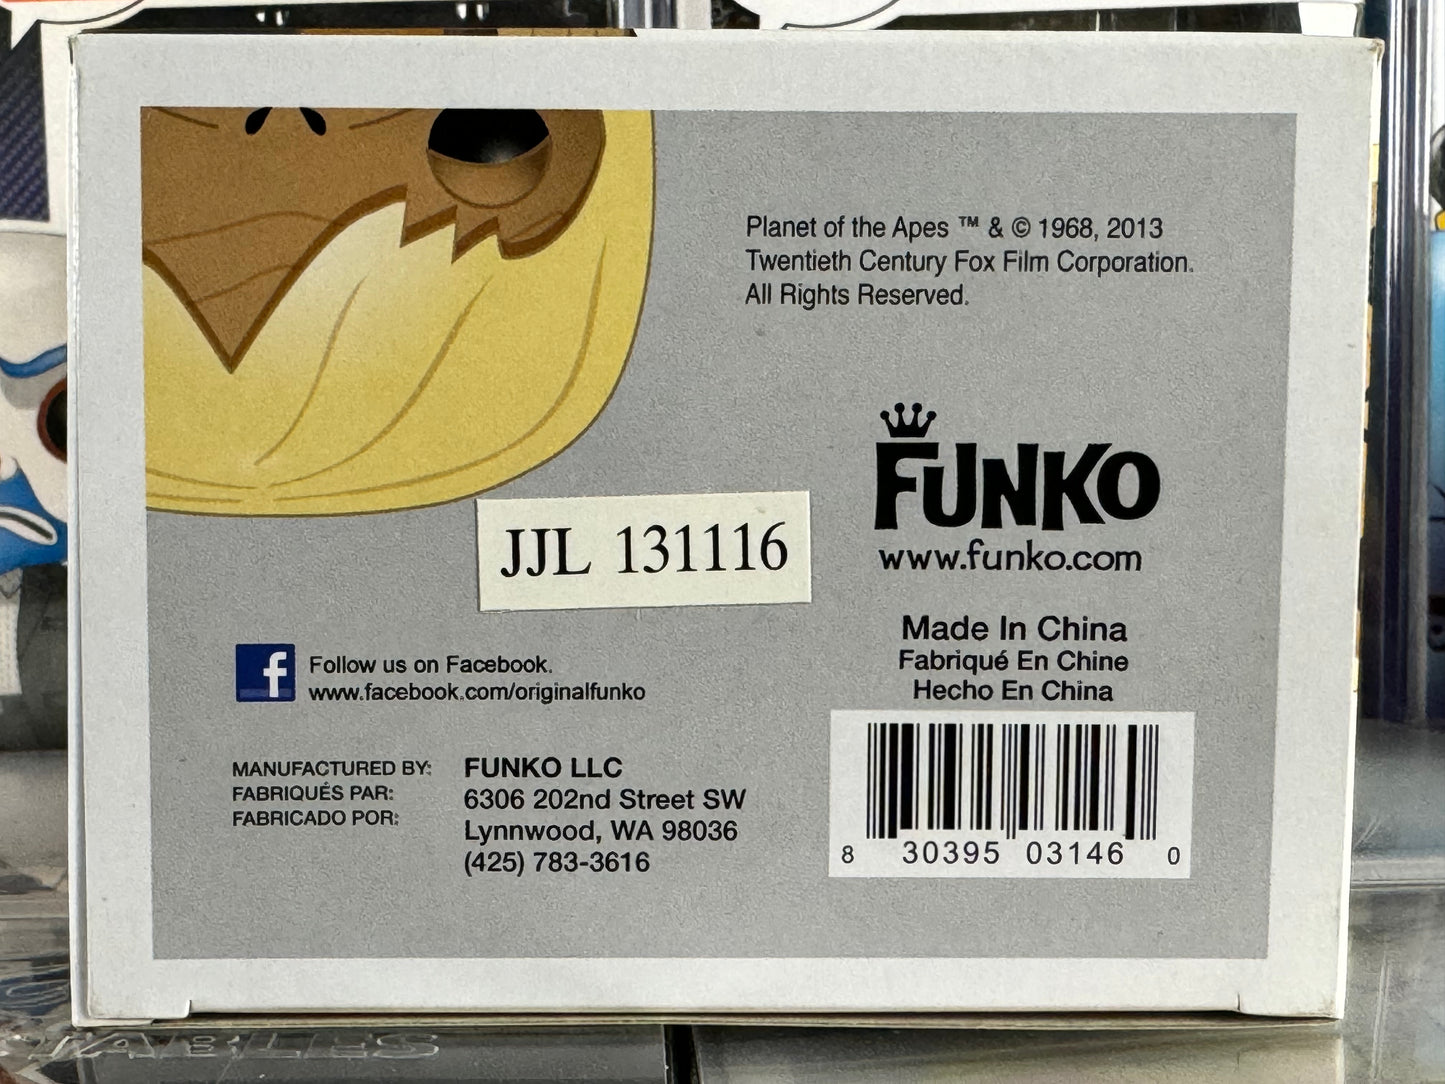 Planet of the Apes ™ & © 1968, 2013
Twentieth Century Fox Film Corporation.
All Rights Reserved.
FUNKO
www.funko.com
JJL 131116
Made In China
Fabriqué En Chine
Hecho En China
f
Follow us on Facebook.
www.facebook.com/originalfunko
MANUFACTURED BY:
FABRIQUÉS PAR:
FABRICADO POR:
FUNKO LLC
6306 202nd Street SW
Lynnwood, WA 98036
(425) 783-3616
8 30395 03146 0